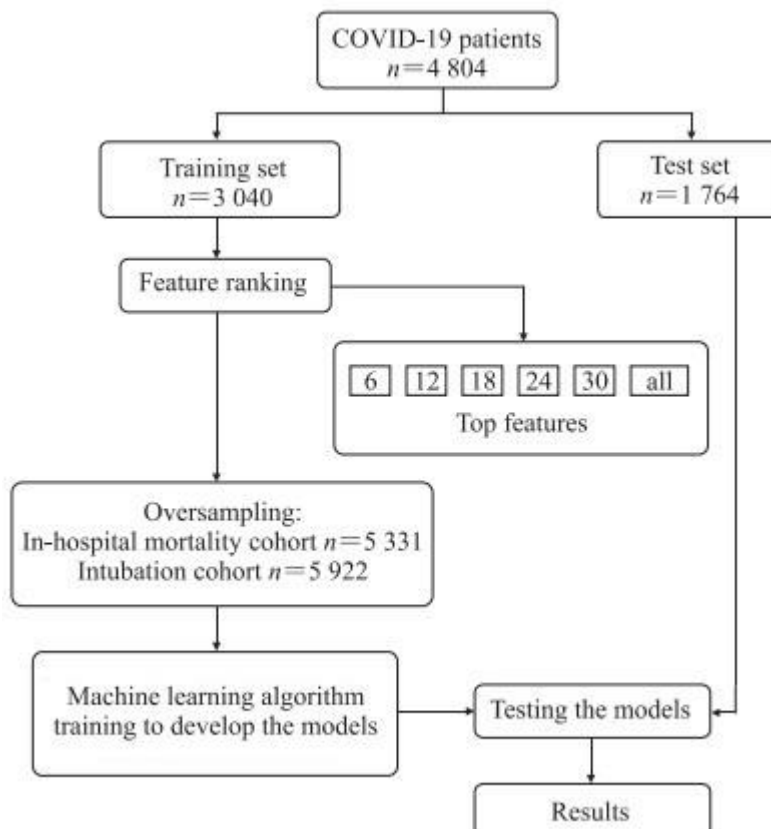 COVID-19 patients
n=4 804
Training set
n=3 040
Test set
n=1 764
Feature ranking
6 12 18 24 30 all
Top features
Oversampling:
In-hospital mortality cohort n=5 331
Intubation cohort n=5 922
Machine learning algorithm
training to develop the models
Testing the models
Results